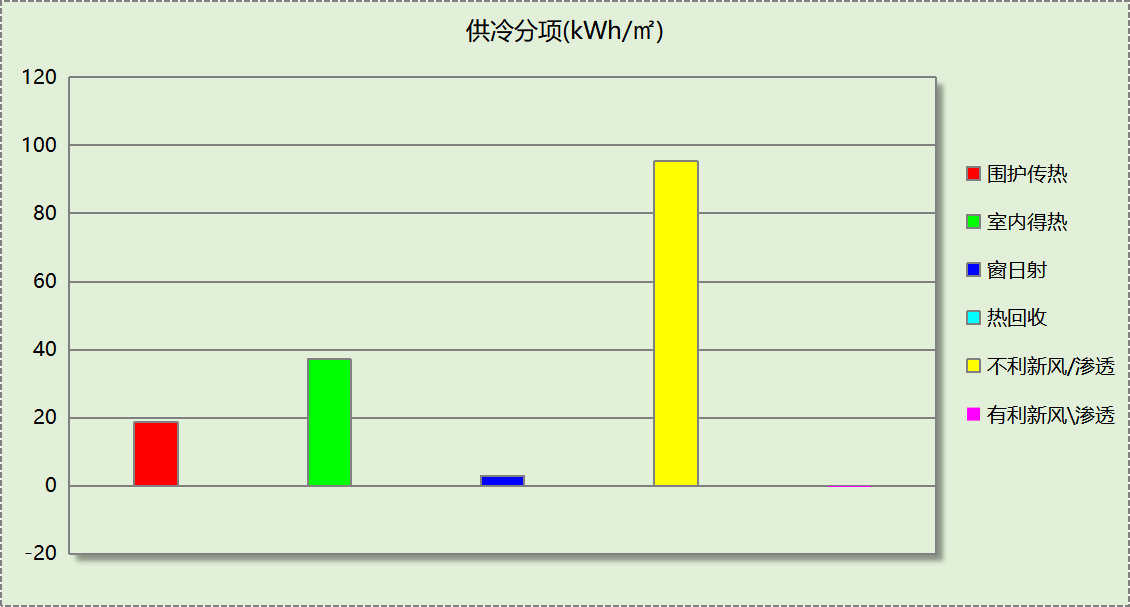 供冷分项(kWh/㎡)
120
100
80
60
40
20
0
-20
围护传热
室内得热
窗日射
热回收
不利新风/渗透
有利新风\渗透